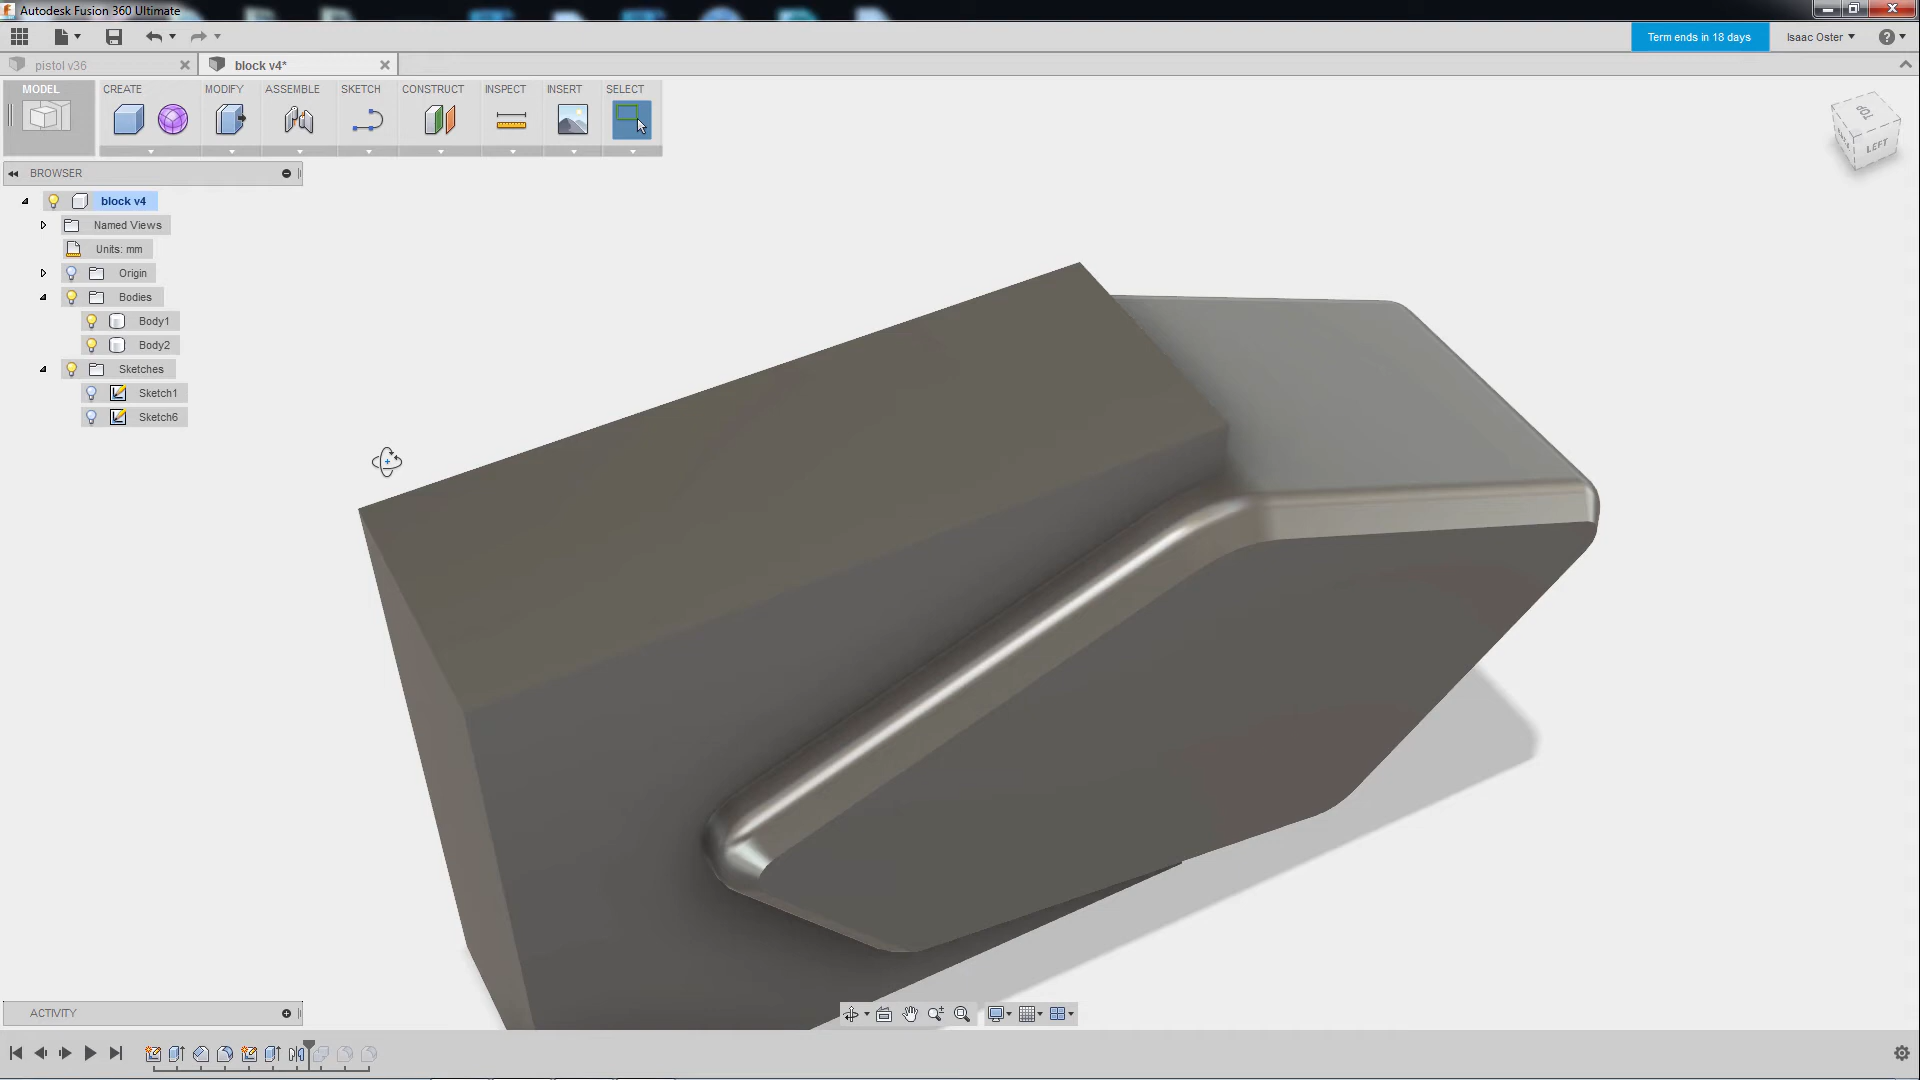 Autodesk Fusion 360 Ultimate
Term ends in 18 days
Isaac Oster
pistol v36
block v4*
MODEL
CREATE
MODIFY
ASSEMBLE
SKETCH
CONSTRUCT
INSPECT
INSERT
SELECT
TOP
LEFT
BROWSER
block v4
Named Views
Units: mm
Origin
Bodies
Body1
Body2
Sketches
Sketch1
Sketch6
ACTIVITY